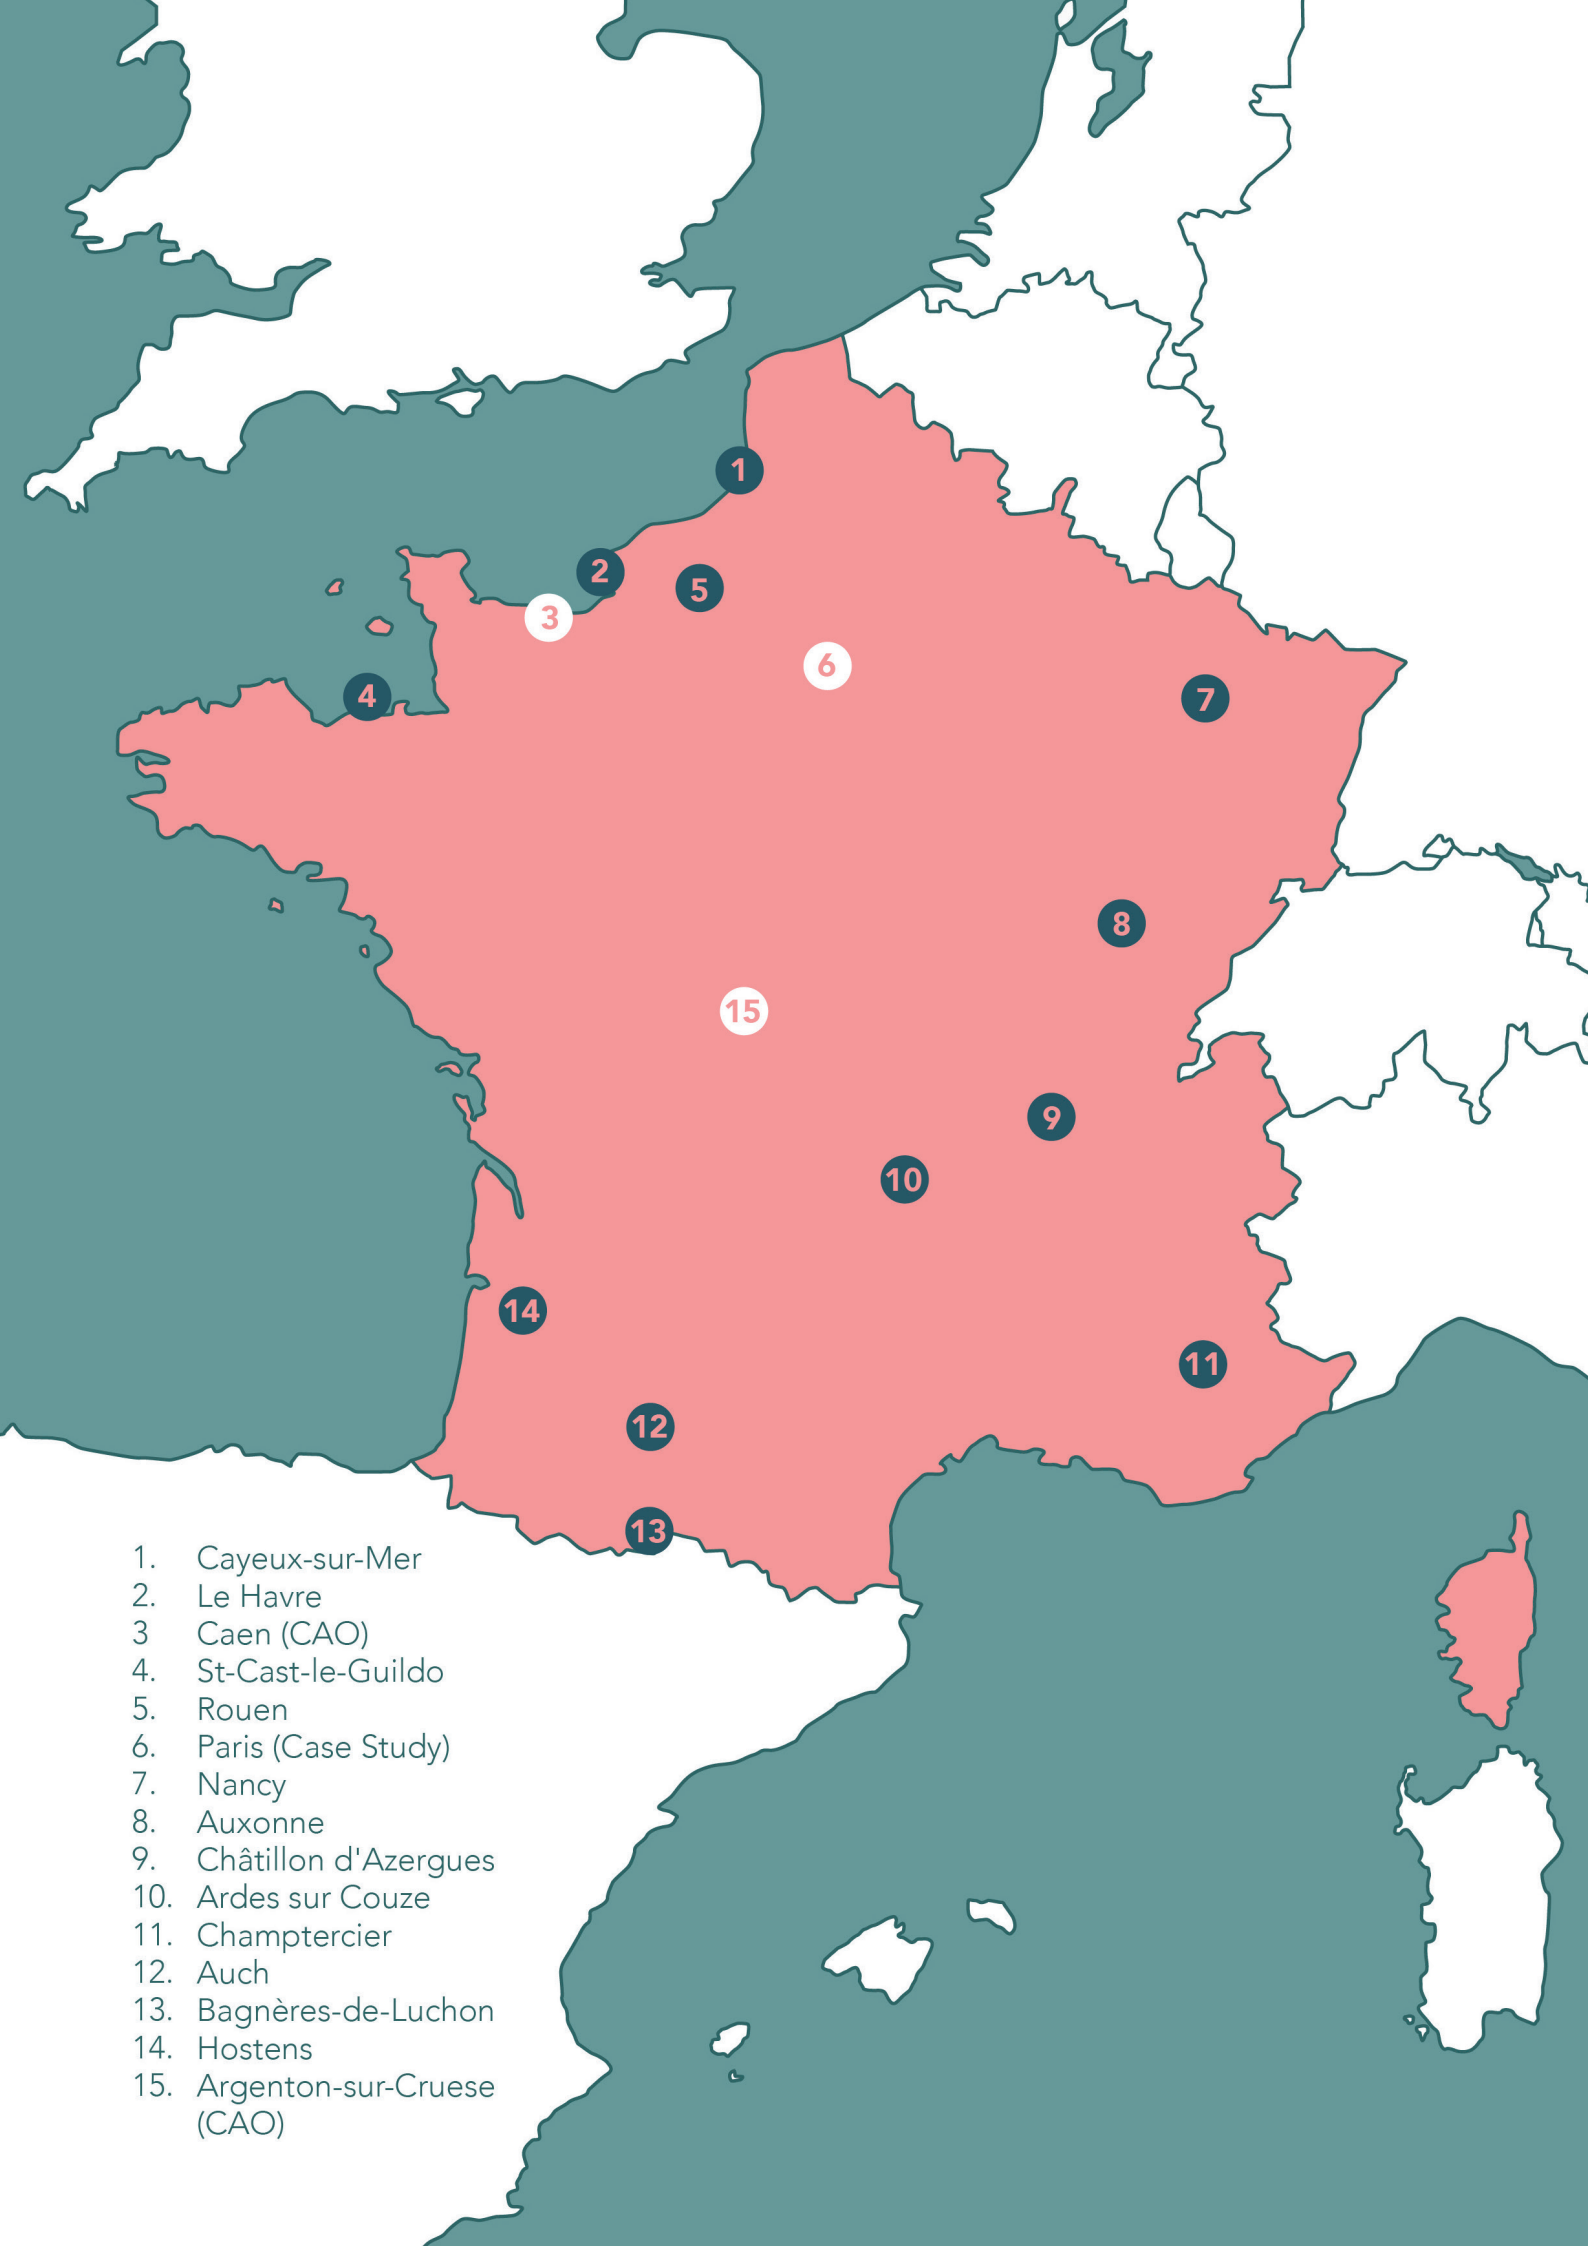 1
2
3
5
6
4
7
8
15
9
10
14
11
12
13
1. Cayeux-sur-Mer
2. Le Havre
3 Caen (CAO)
4. St-Cast-le-Guildo
5. Rouen
6. Paris (Case Study)
7. Nancy
8. Auxonne
9. Châtillon d'Azergues
10. Ardes sur Couze
11. Champtercier
12. Auch
13. Bagnères-de-Luchon
14. Hostens
15. Argenton-sur-Cruese
(CAO)